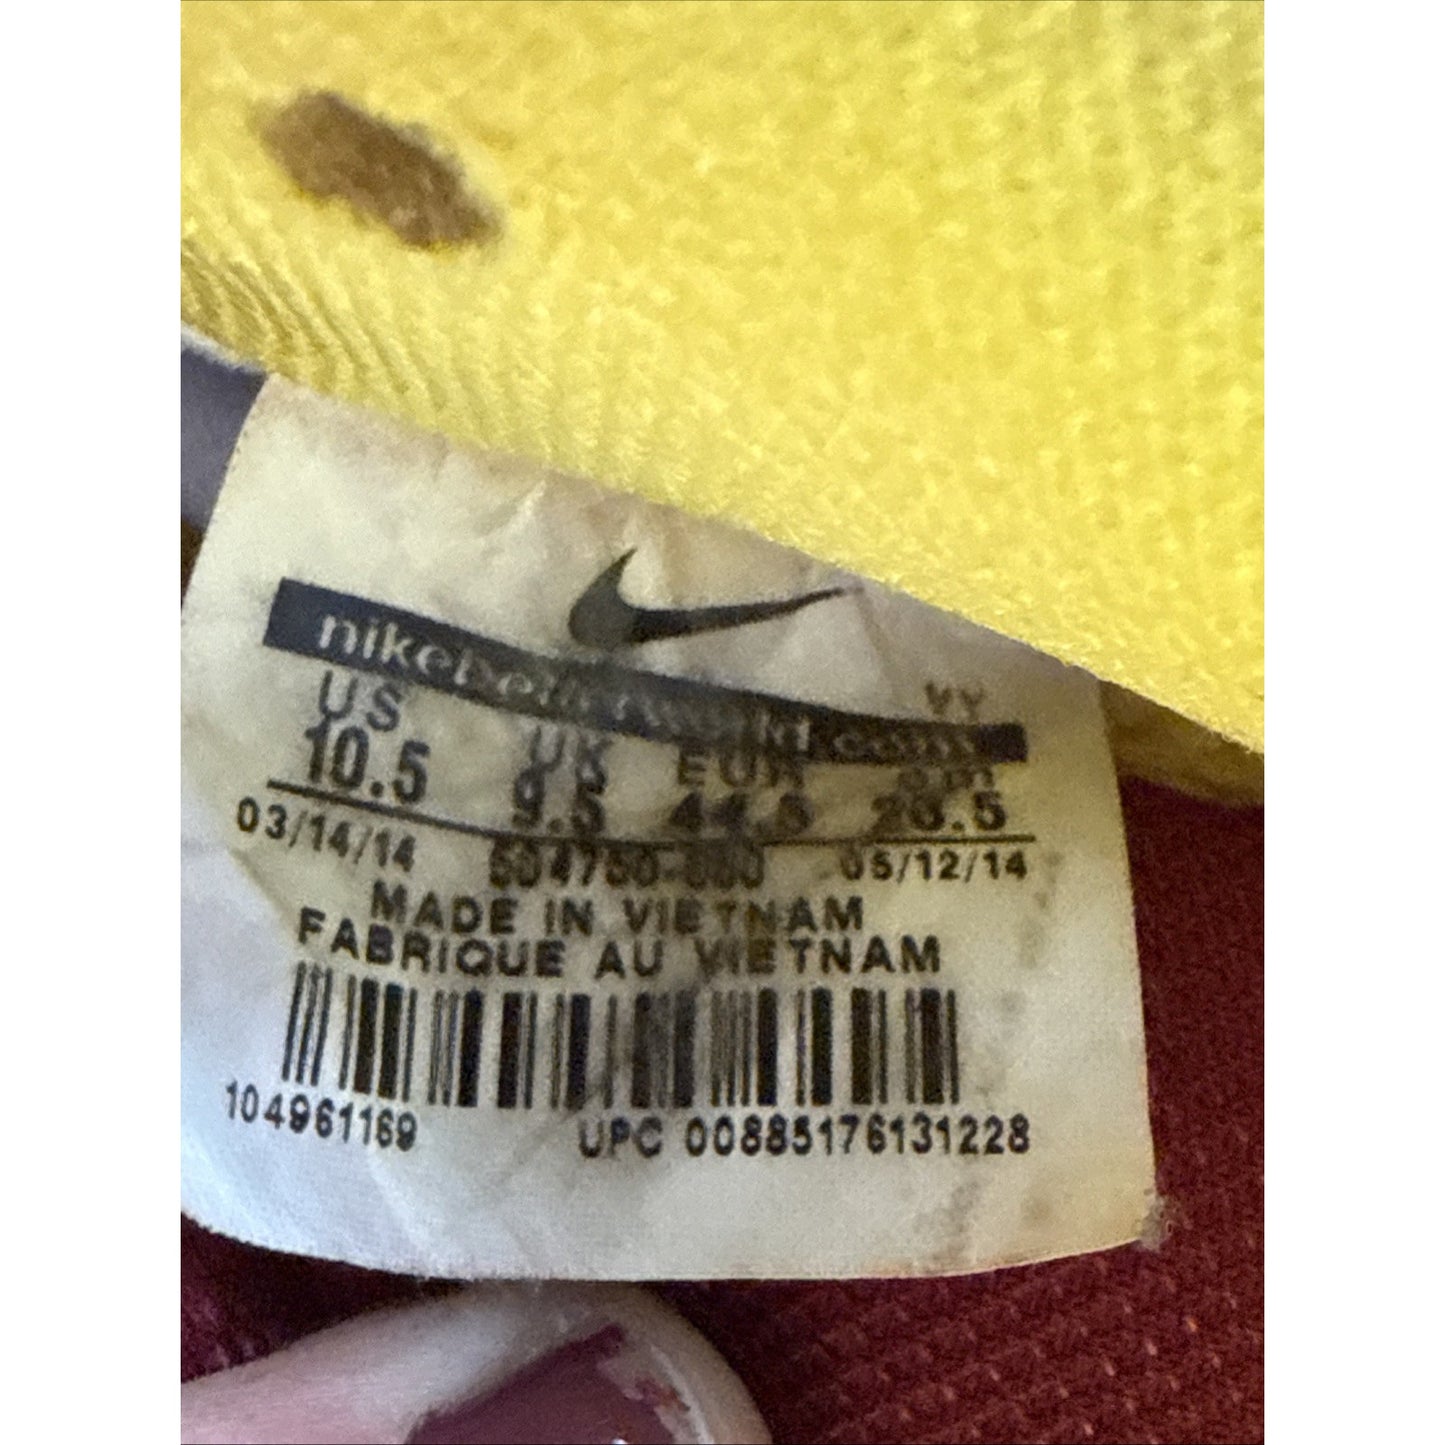 nikebetterworld.com
US UK EUR cm
10.5 9.5 44.5 28.5
03/14/14 05/12/14
MADE IN VIETNAM
FABRIQUE AU VIETNAM
104961169 UPC 00885176131228